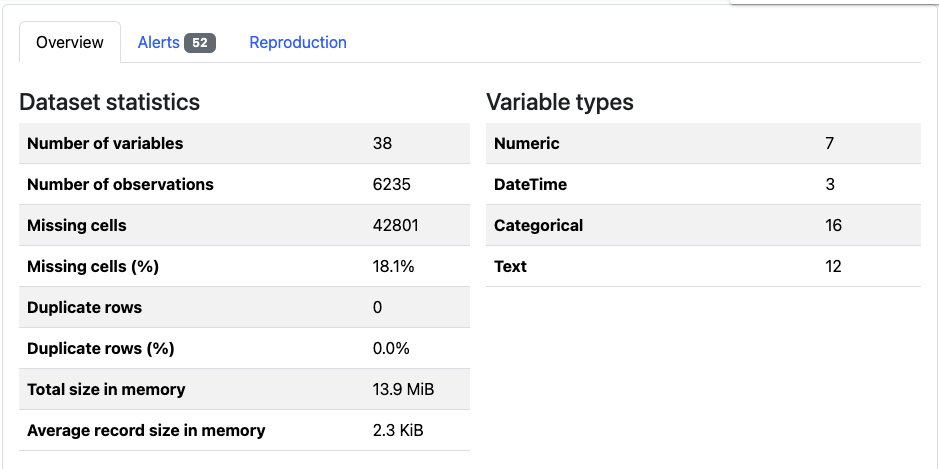 Overview Alerts 52 Reproduction
Dataset statistics
Number of variables 38
Number of observations 6235
Missing cells 42801
Missing cells (%) 18.1%
Duplicate rows 0
Duplicate rows (%) 0.0%
Total size in memory 13.9 MiB
Average record size in memory 2.3 KiB
Variable types
Numeric 7
DateTime 3
Categorical 16
Text 12